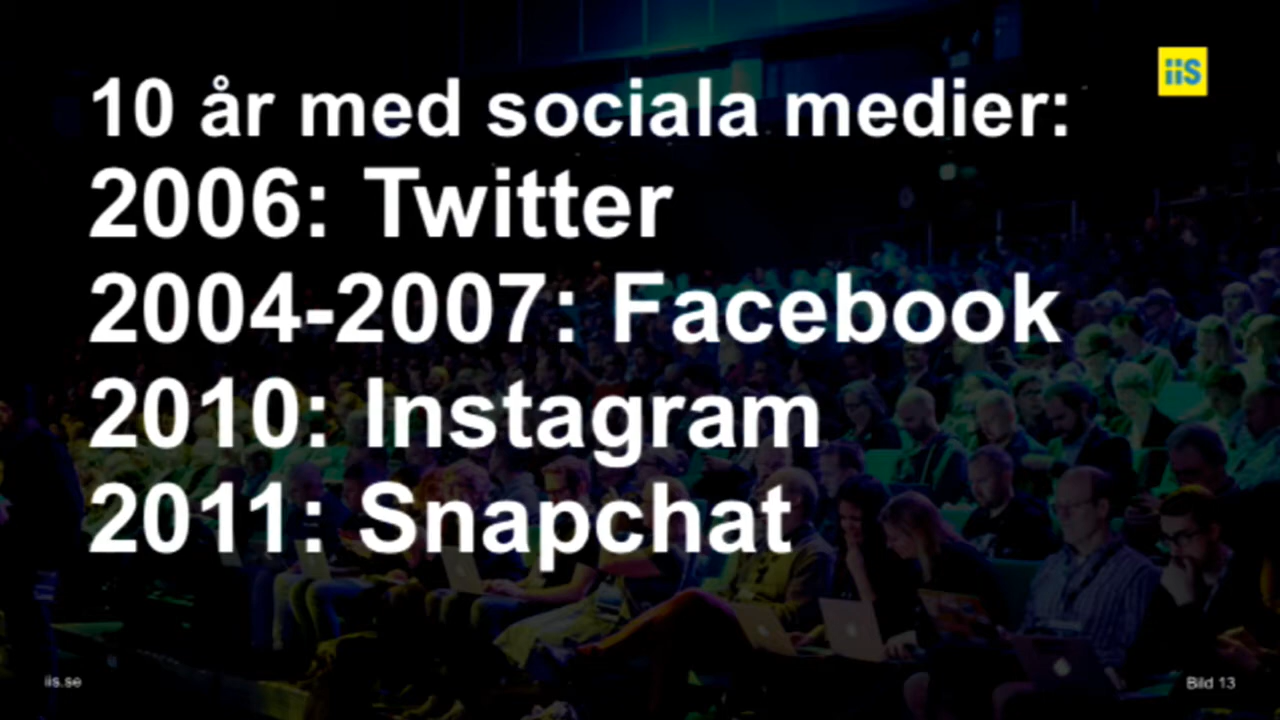 iis
10 år med sociala medier:
2006: Twitter
2004-2007: Facebook
2010: Instagram
2011: Snapchat
iis.se
Bild 13